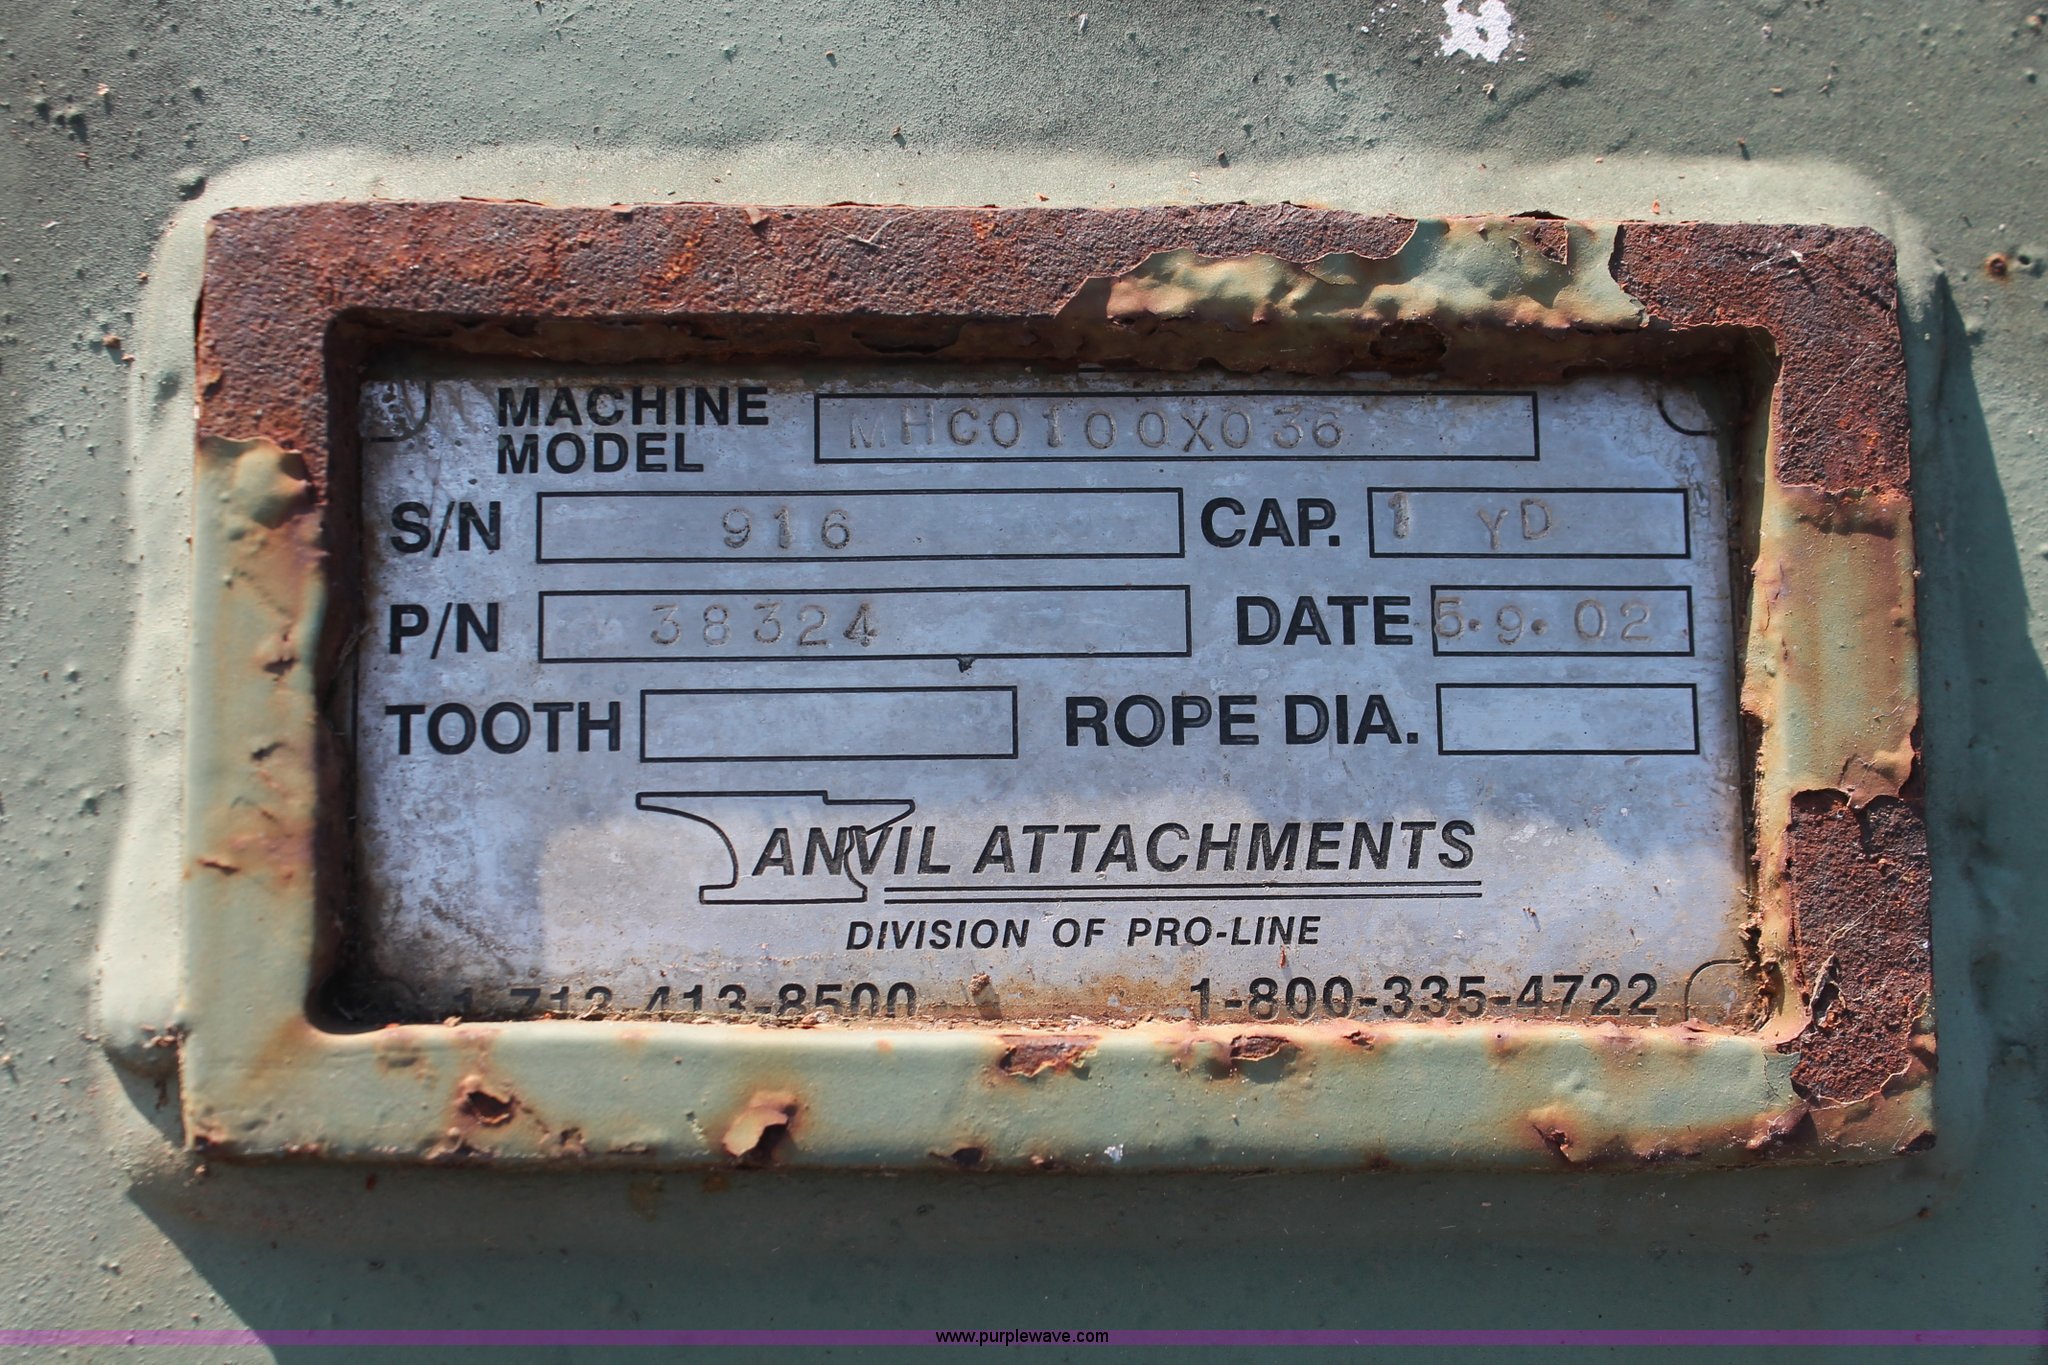 MACHINE MODEL MHC0100X036
S/N 916 CAP. 1 YD
P/N 38324 DATE 5.9.02
TOOTH ROPE DIA.
ANVIL ATTACHMENTS
DIVISION OF PRO-LINE
1-712-413-8500 1-800-335-4722
www.purplewave.com